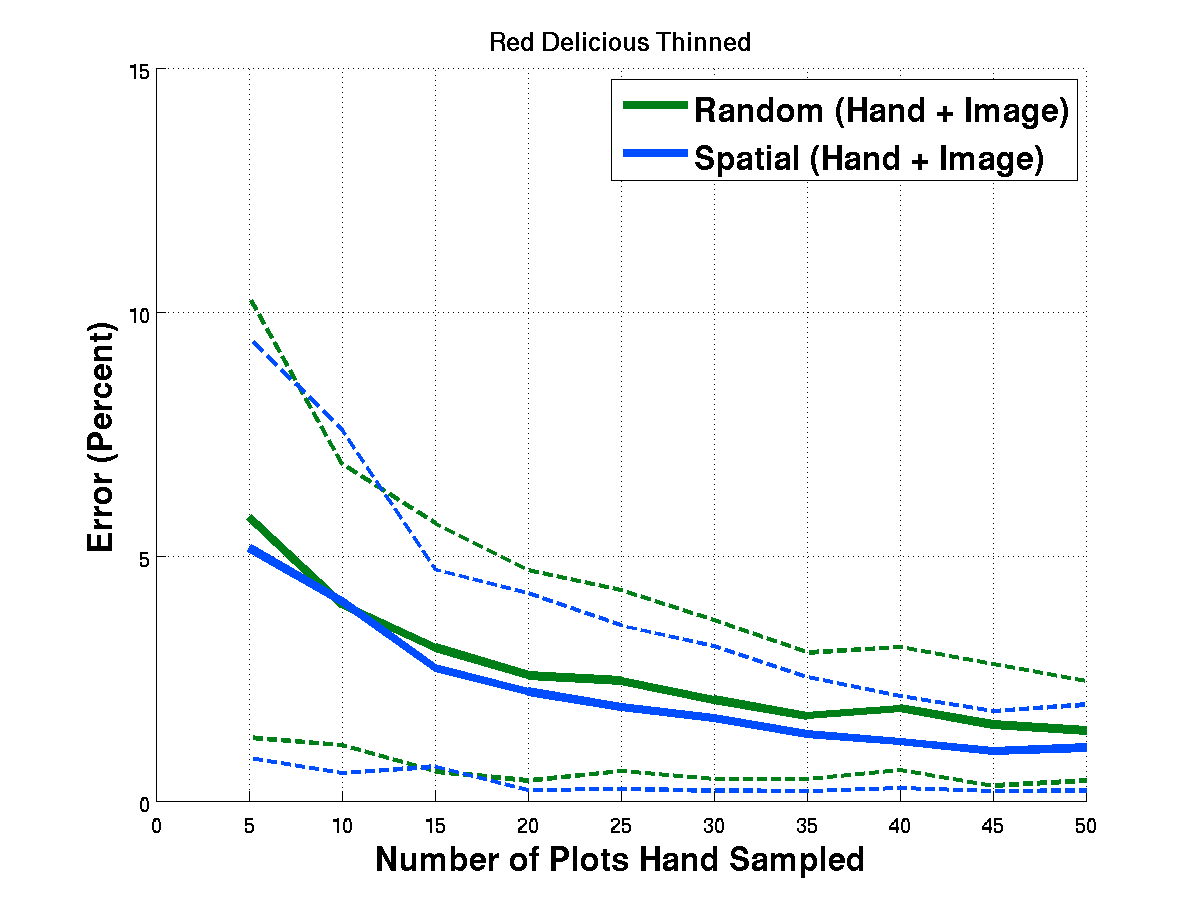 Red Delicious Thinned
15
10
5
0
Error (Percent)
Random (Hand + Image)
Spatial (Hand + Image)
0 5 10 15 20 25 30 35 40 45 50
Number of Plots Hand Sampled